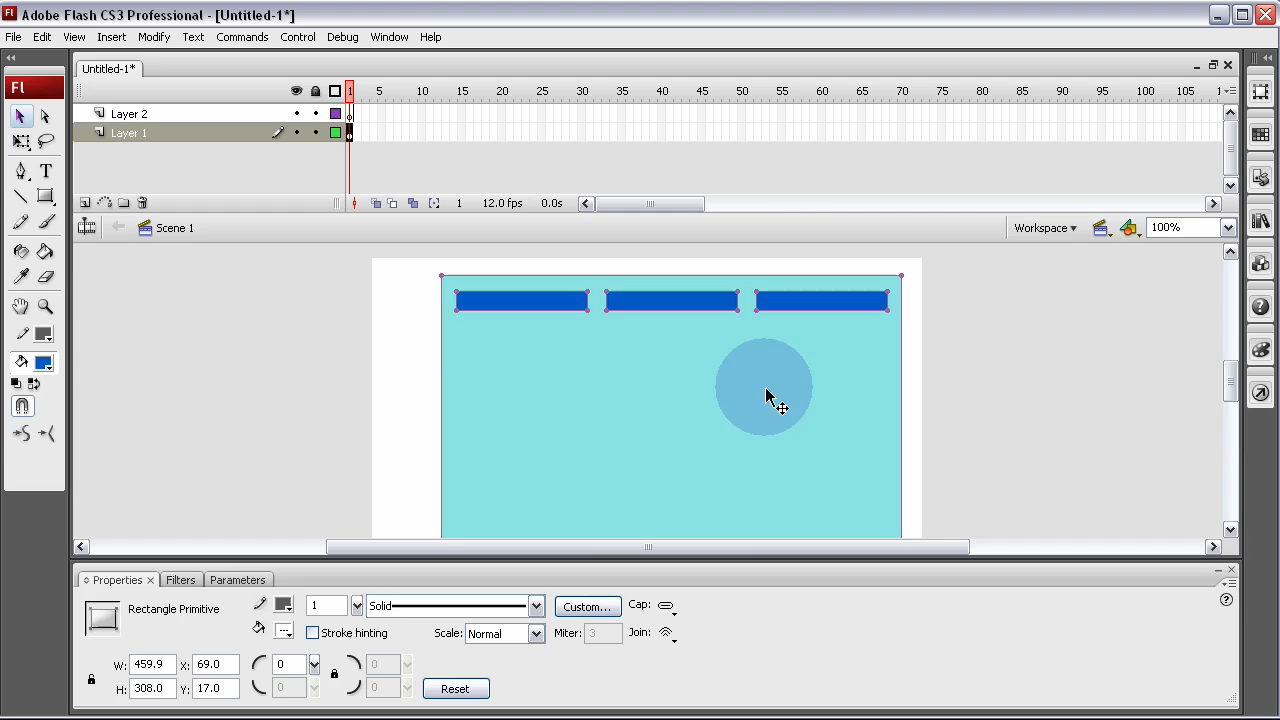 Fl Adobe Flash CS3 Professional - [Untitled-1*]
File Edit View Insert Modify Text Commands Control Debug Window Help
Untitled-1*
Fl
1 5 10 15 20 25 30 35 40 45 50 55 60 65 70 75 80 85 90 95 100 105 1
Layer 2
Layer 1
1 12.0 fps 0.0s
Scene 1 Workspace 100%
Properties Filters Parameters
Rectangle Primitive 1 Solid Custom... Cap:
Stroke hinting Scale: Normal Miter: 3 Join:
W: 459.9 X: 69.0 0 0
H: 308.0 Y: 17.0 0 0 Reset